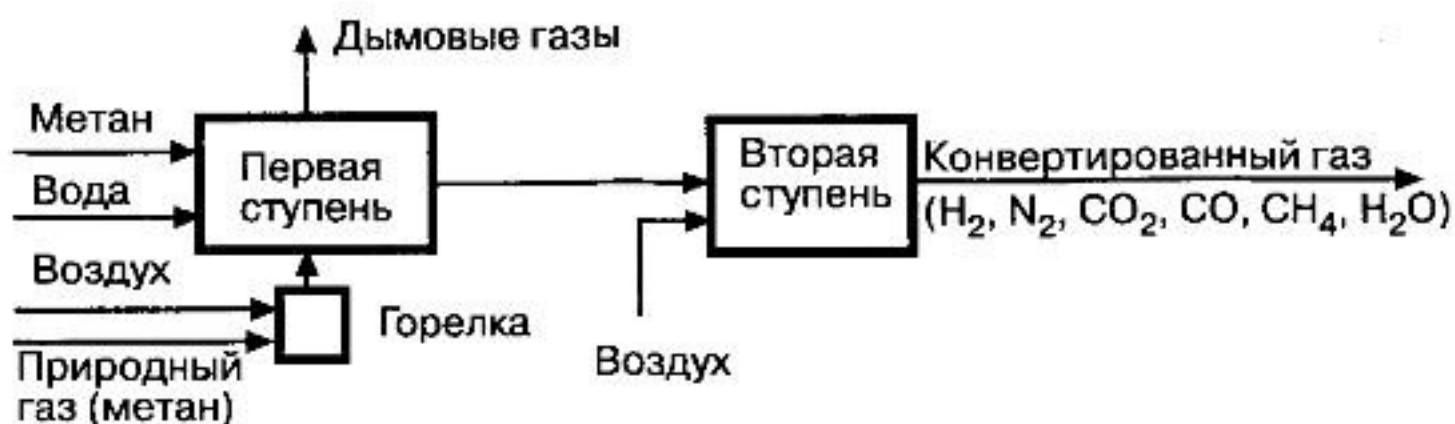 Дымовые газы
Метан
Первая
ступень
Вторая
ступень
Конвертированный газ
(H₂, N₂, CO₂, CO, CH₄, H₂O)
Вода
Воздух
Горелка
Воздух
Природный
газ (метан)